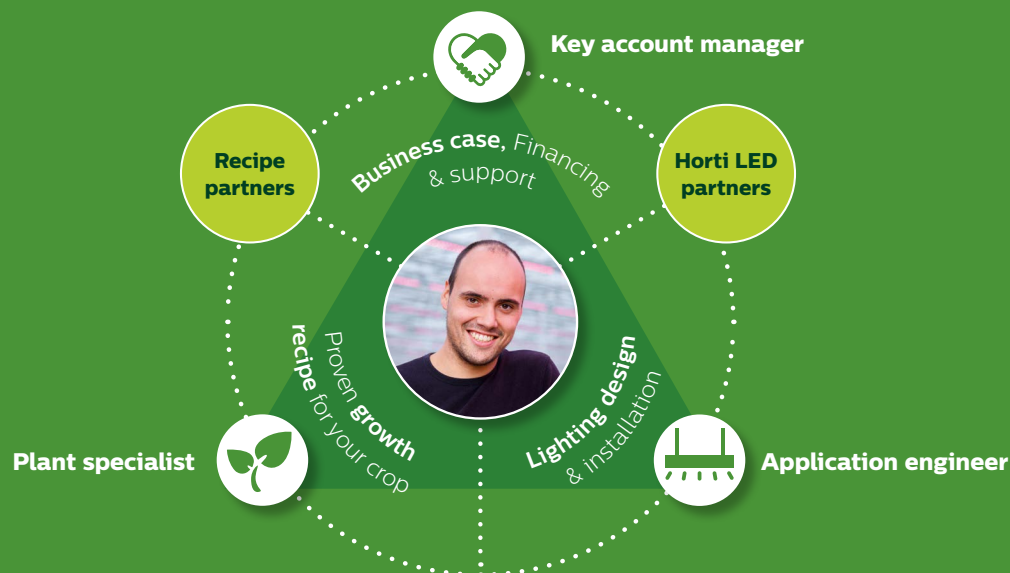 Key account manager
Recipe
partners
Business case, Financing
& support
Horti LED
partners
Proven growth
recipe for your crop
Lighting design
& installation
Plant specialist
Application engineer